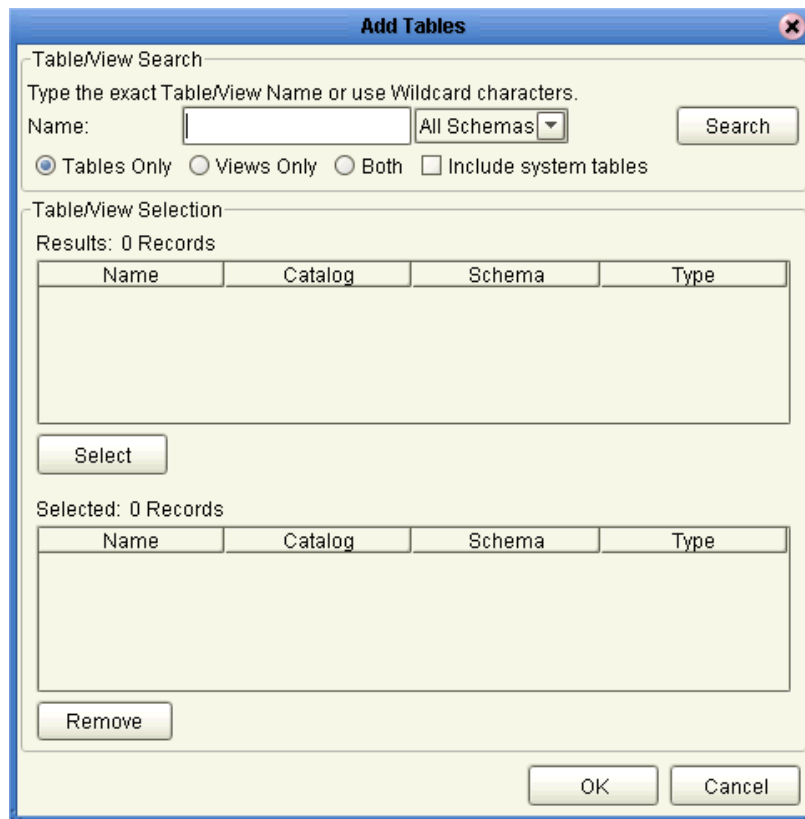 Add Tables
Table/View Search
Type the exact Table/View Name or use Wildcard characters.
Name: All Schemas Search
Tables Only Views Only Both Include system tables
Table/View Selection
Results: 0 Records
Name Catalog Schema Type
Select
Selected: 0 Records
Name Catalog Schema Type
Remove
OK Cancel